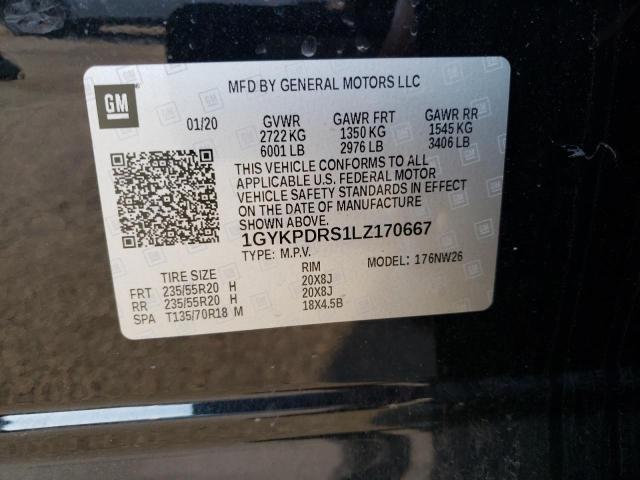 GM
MFD BY GENERAL MOTORS LLC
01/20 GVWR GAWR FRT GAWR RR
2722 KG 1350 KG 1545 KG
6001 LB 2976 LB 3406 LB
THIS VEHICLE CONFORMS TO ALL
APPLICABLE U.S. FEDERAL MOTOR
VEHICLE SAFETY STANDARDS IN EFFECT
ON THE DATE OF MANUFACTURE
SHOWN ABOVE.
1GYKPDRS1LZ170667
TYPE: M.P.V. MODEL: 176NW26
TIRE SIZE RIM
FRT 235/55R20 H 20X8J
RR 235/55R20 H 20X8J
SPA T135/70R18 M 18X4.5B